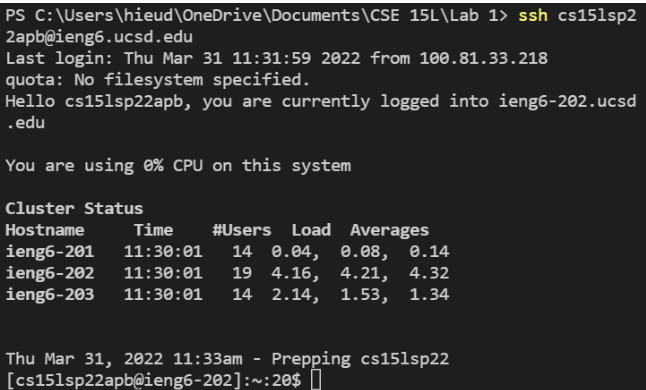 PS C:\Users\hieud\OneDrive\Documents\CSE 15L\Lab 1> ssh cs15lsp2
2apb@ieng6.ucsd.edu
Last login: Thu Mar 31 11:31:59 2022 from 100.81.33.218
quota: No filesystem specified.
Hello cs15lsp22apb, you are currently logged into ieng6-202.ucsd
.edu
You are using 0% CPU on this system
Cluster Status
Hostname     Time    #Users  Load  Averages
ieng6-201   11:30:01   14  0.04,  0.08,  0.14
ieng6-202   11:30:01   19  4.16,  4.21,  4.32
ieng6-203   11:30:01   14  2.14,  1.53,  1.34
Thu Mar 31, 2022 11:33am - Prepping cs15lsp22
[cs15lsp22apb@ieng6-202]:~:20$